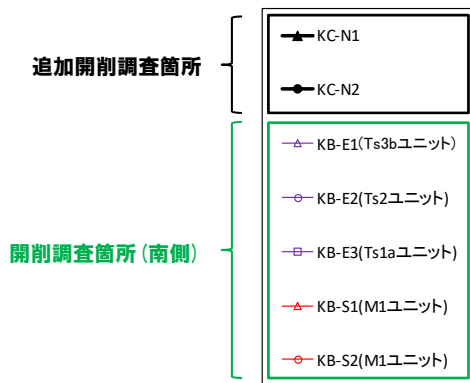 追加開削調査箇所
KC-N1
KC-N2
開削調査箇所(南側)
KB-E1(Ts3bユニット)
KB-E2(Ts2ユニット)
KB-E3(Ts1aユニット)
KB-S1(M1ユニット)
KB-S2(M1ユニット)